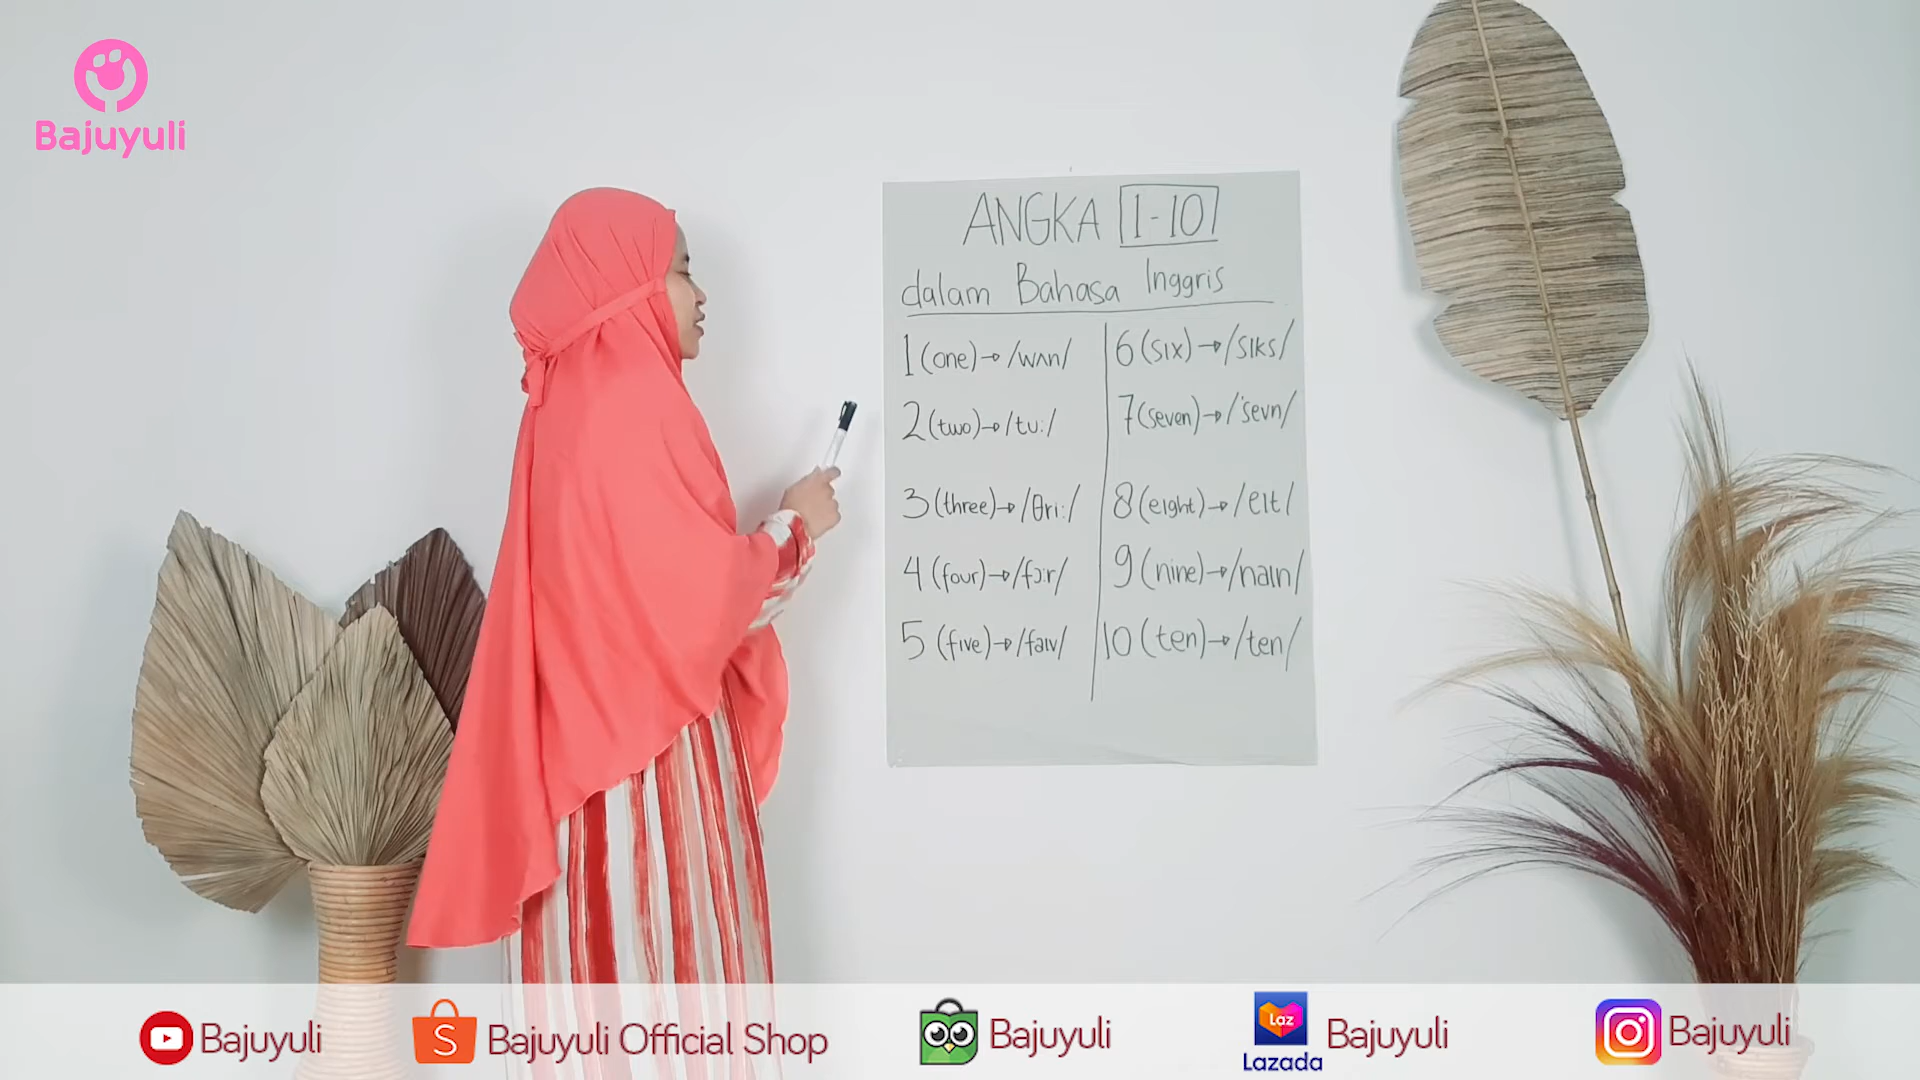 Bajuyuli
ANGKA 1-10
dalam Bahasa Inggris
1 (one)→/wʌn/
2 (two)→/tu:/
3 (three)→/θri:/
4 (four)→/fɔ:r/
5 (five)→/faɪv/
6 (six)→/sɪks/
7 (seven)→/'sevn/
8 (eight)→/eɪt/
9 (nine)→/naɪn/
10 (ten)→/ten/
Bajuyuli
S Bajuyuli Official Shop
Bajuyuli
Laz Lazada Bajuyuli
Bajuyuli